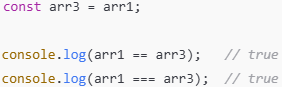 const arr3 = arr1;
console.log(arr1 == arr3);   // true
console.log(arr1 === arr3);  // true